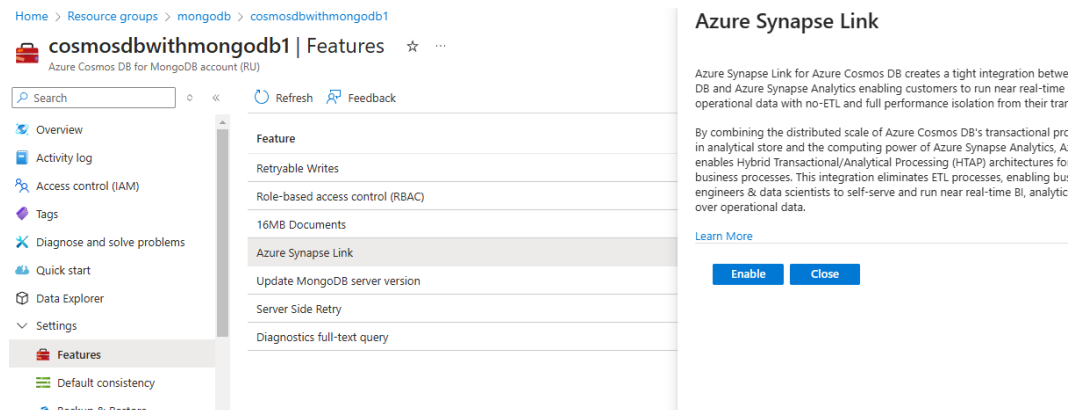 Home > Resource groups > mongodb > cosmosdbwithmongodb1
cosmosdbwithmongodb1 | Features
Azure Cosmos DB for MongoDB account (RU)
Search
Overview
Activity log
Access control (IAM)
Tags
Diagnose and solve problems
Quick start
Data Explorer
Settings
Features
Default consistency
Backup & Restore
Refresh
Feedback
Feature
Retryable Writes
Role-based access control (RBAC)
16MB Documents
Azure Synapse Link
Update MongoDB server version
Server Side Retry
Diagnostics full-text query
Azure Synapse Link
Azure Synapse Link for Azure Cosmos DB creates a tight integration betwe
DB and Azure Synapse Analytics enabling customers to run near real-time
operational data with no-ETL and full performance isolation from their tran
By combining the distributed scale of Azure Cosmos DB's transactional pro
in analytical store and the computing power of Azure Synapse Analytics, A
enables Hybrid Transactional/Analytical Processing (HTAP) architectures fo
business processes. This integration eliminates ETL processes, enabling bus
engineers & data scientists to self-serve and run near real-time BI, analytic
over operational data.
Learn More
Enable
Close